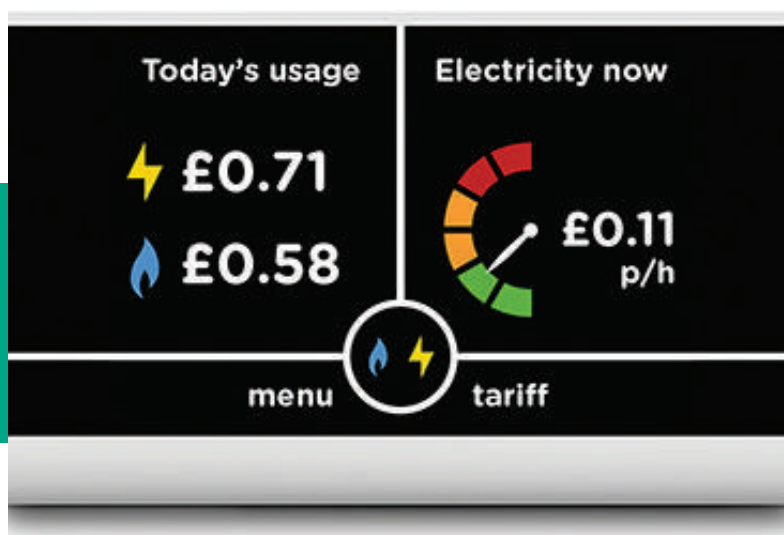 Today's usage
£0.71
£0.58
Electricity now
£0.11
p/h
menu
tariff